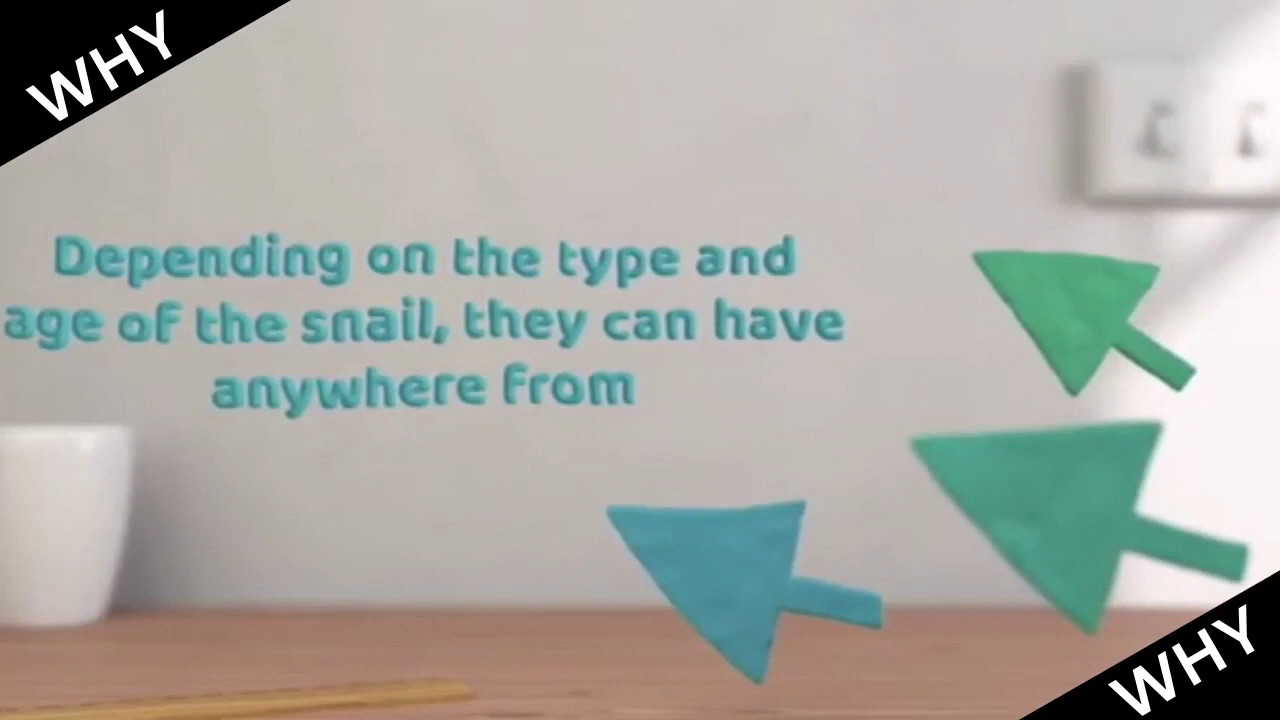 WHY
Depending on the type and
age of the snail, they can have
anywhere from
WHY